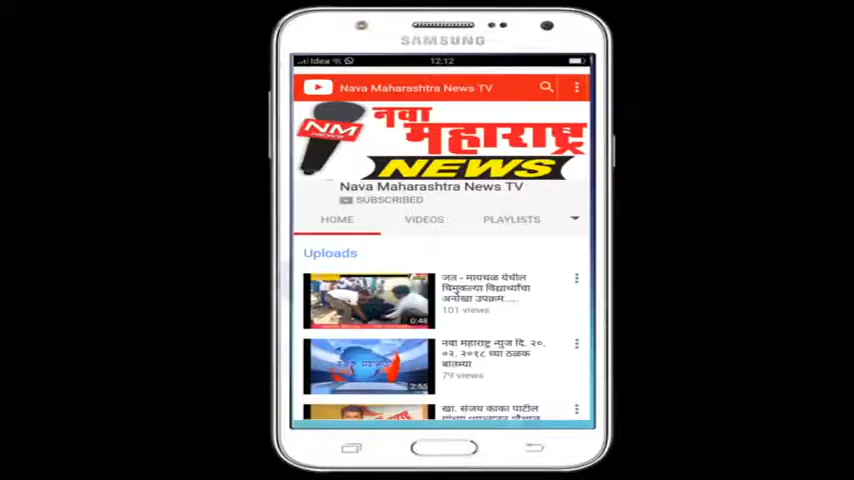 SAMSUNG
Idea 12:12
Nava Maharashtra News TV
NM
NEWS
नवा
महाराष्ट्र
NEWS
Nava Maharashtra News TV
SUBSCRIBED
HOME VIDEOS PLAYLISTS
Uploads
जत - मायथळ येथील
चिमुकल्या विद्यार्थ्यांचा
अनोखा उपक्रम.....
101 views
0:48
नवा महाराष्ट्र न्युज दि. २०.
०२. २०१८ च्या ठळक
बातम्या
79 views
2:55
खा. संजय काका पाटील